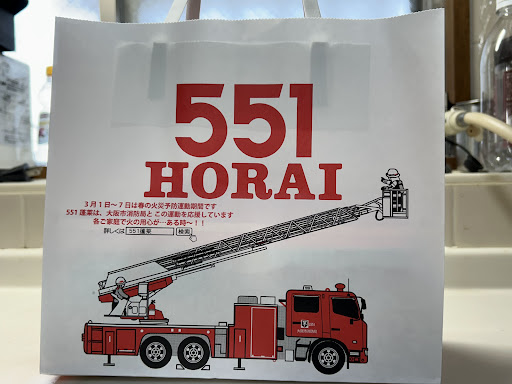 551
HORAI
3月1日～7日は春の火災予防運動期間です
551蓬莱は、大阪市消防局と この運動を応援しています
各ご家庭で火の用心が…ある時～！！
詳しくは 551蓬莱 検索